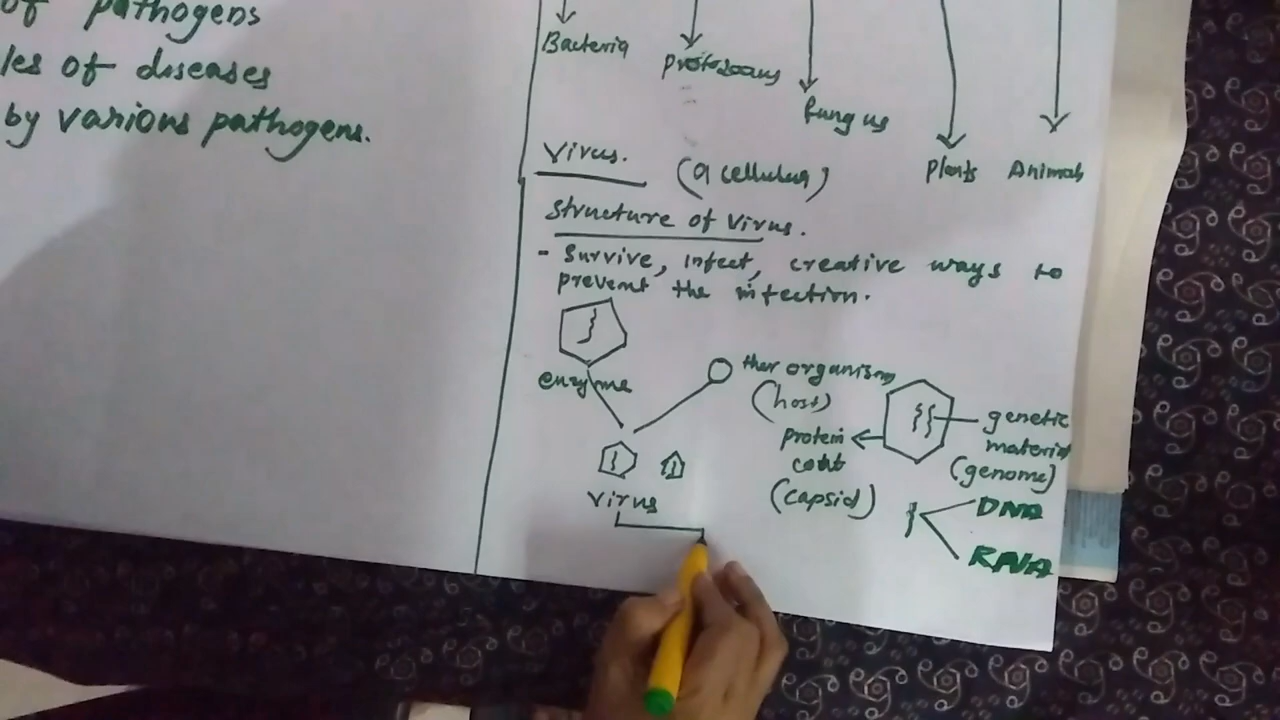 of pathogens
les of diseases
by various pathogens.
Bacteria
protozoans
fungus
Plants Animals
Virus. (a cellular)
Structure of Virus.
- Survive, infect, creative ways to
prevent the infection.
enzyme
ther organism
(host)
protein
coat
(capsid)
genetic
material
(genome)
virus
DNA
RNA